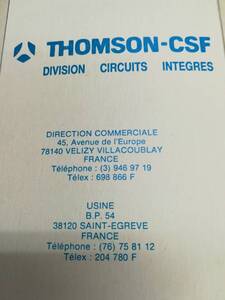 THOMSON-CSF
DIVISION CIRCUITS INTEGRES
DIRECTION COMMERCIALE
45, Avenue de l'Europe
78140 VELIZY VILLACOUBLAY
FRANCE
Téléphone : (3) 946 97 19
Télex : 698 866 F
USINE
B.P. 54
38120 SAINT-EGREVE
FRANCE
Téléphone : (76) 75 81 12
Télex : 204 780 F